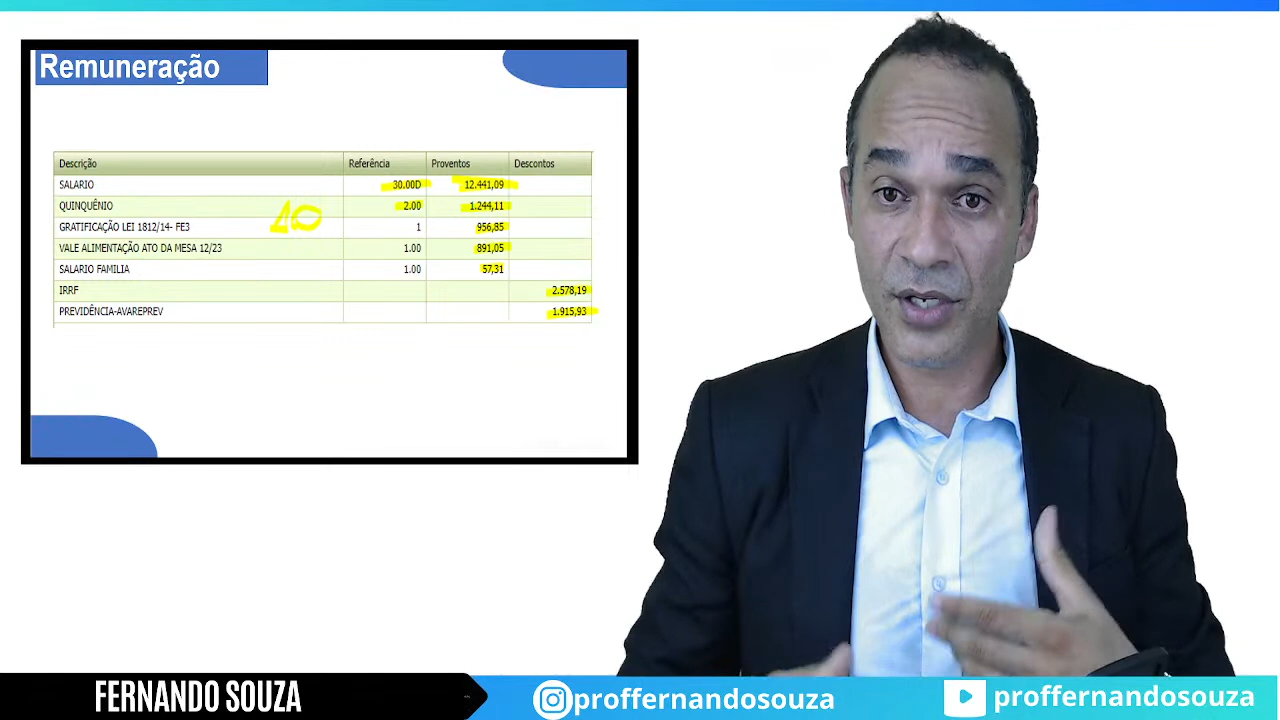 Remuneração
Descrição Referência Proventos Descontos
SALARIO 30.00D 12.441,09
QUINQUÊNIO 2.00 1.244,11
10
GRATIFICAÇÃO LEI 1812/14- FE3 1 956,85
VALE ALIMENTAÇÃO ATO DA MESA 12/23 1.00 891,05
SALARIO FAMILIA 1.00 57,31
IRRF 2.578,19
PREVIDÊNCIA-AVAREPREV 1.915,93
FERNANDO SOUZA
proffernandosouza
proffernandosouza